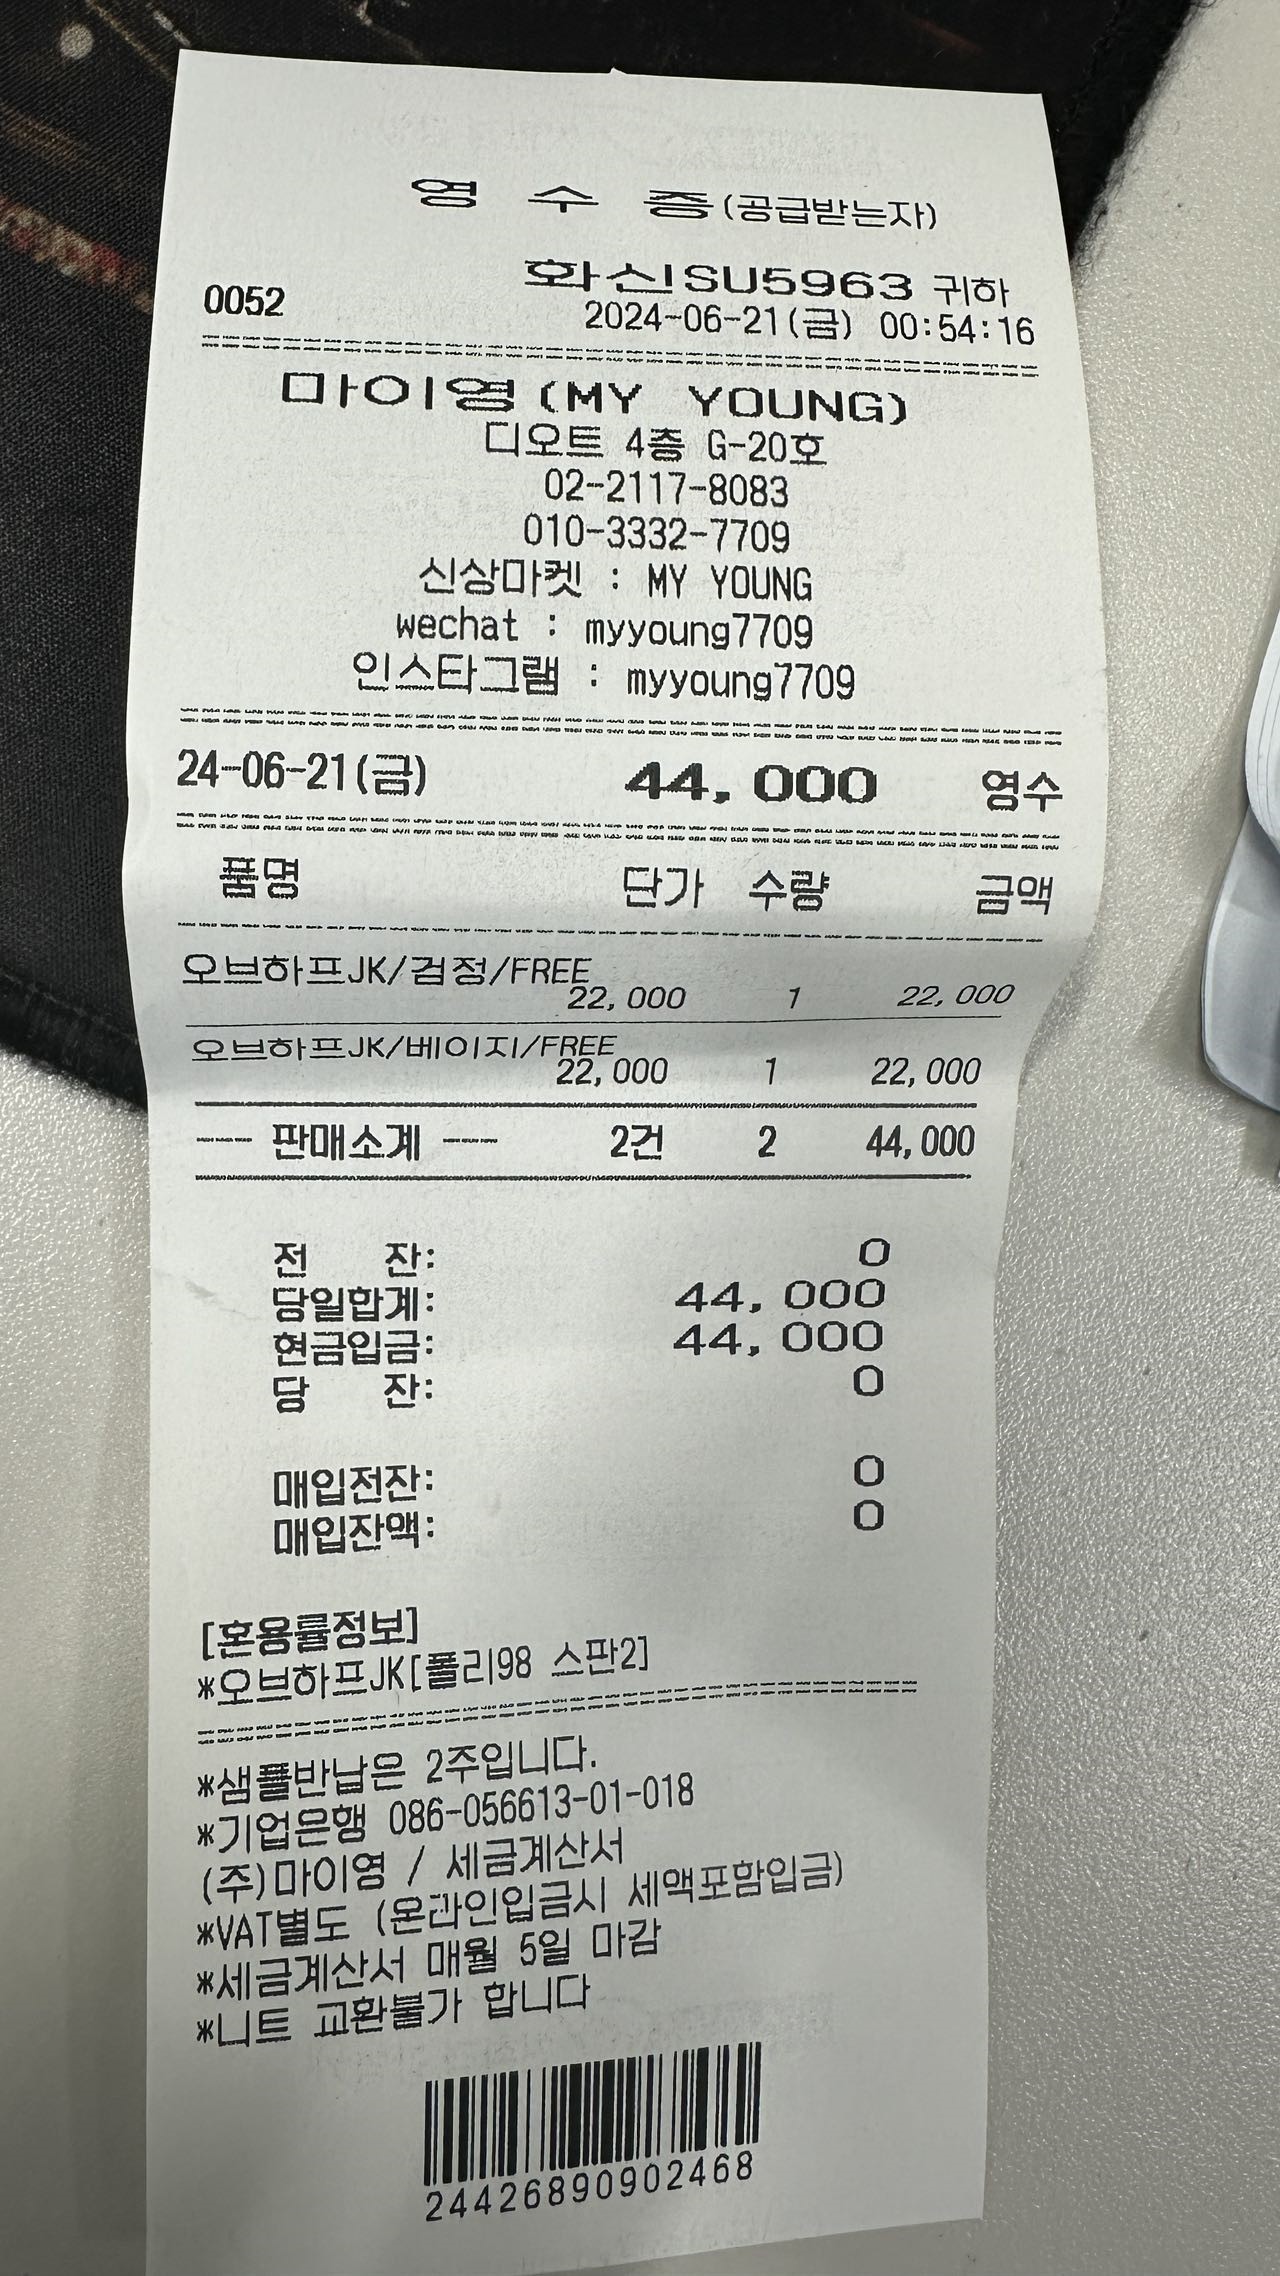 영 수 증(공급받는자)
화신SU5963 귀하
0052 2024-06-21(금) 00:54:16
마이영(MY YOUNG)
디오트 4층 G-20호
02-2117-8083
010-3332-7709
신상마켓 : MY YOUNG
wechat : myyoung7709
인스타그램 : myyoung7709
24-06-21(금) 44,000 영수
품명 단가 수량 금액
오브하프JK/검정/FREE
22,000 1 22,000
오브하프JK/베이지/FREE
22,000 1 22,000
---- 판매소계 ---- 2건 2 44,000
전 잔: 0
당일합계: 44,000
현금입금: 44,000
당 잔: 0
매입전잔: 0
매입잔액: 0
[혼용률정보]
*오브하프JK[폴리98 스판2]
*샘플반납은 2주입니다.
*기업은행 086-056613-01-018
(주)마이영 / 세금계산서
*VAT별도 (온라인입금시 세액포함입금)
*세금계산서 매월 5일 마감
*니트 교환불가 합니다
24426890902468